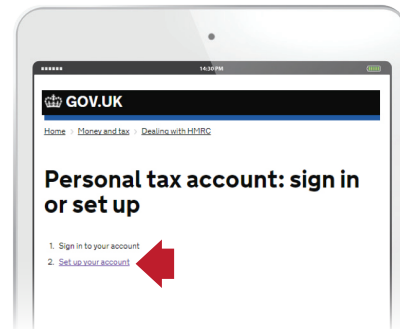 14:30 PM
GOV.UK
Home > Money and tax > Dealing with HMRC
Personal tax account: sign in
or set up
1. Sign in to your account
2. Set up your account